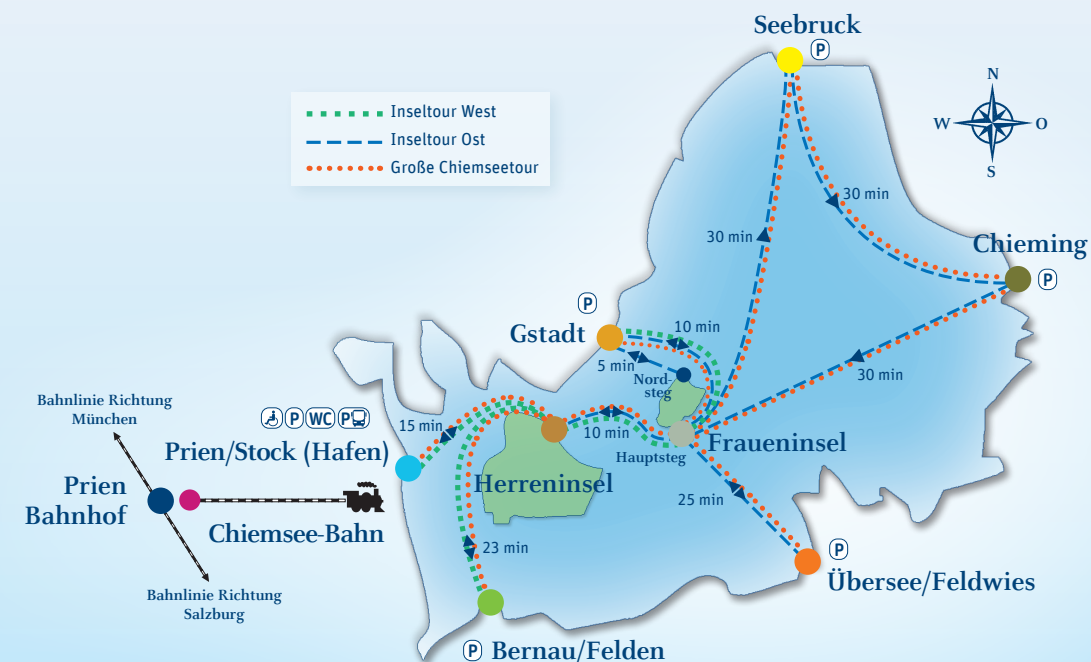 Seebruck
P
N
W
O
S
Inseltour West
Inseltour Ost
Große Chiemseetour
30 min
30 min
Chieming
P
P
Gstadt
10 min
5 min
Nord-
steg
30 min
Bahnlinie Richtung
München
P WC P
15 min
Prien/Stock (Hafen)
10 min
Hauptsteg
Fraueninsel
Herreninsel
Prien
Bahnhof
Chiemsee-Bahn
25 min
23 min
P
Übersee/Feldwies
Bahnlinie Richtung
Salzburg
P Bernau/Felden